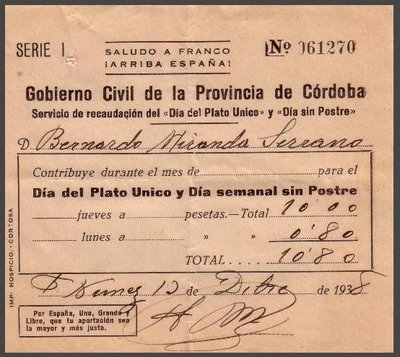 SERIE I
SALUDO A FRANCO
¡ARRIBA ESPAÑA!
Nº 061270
Gobierno Civil de la Provincia de Córdoba
Servicio de recaudación del «Día del Plato Unico» y «Día sin Postre»
D. Bernardo Miranda Serrano
Contribuye durante el mes de para el
Día del Plato Unico y Día semanal sin Postre
jueves a pesetas.-Total 10'00
lunes a » » 0'80
TOTAL 10'80
F. Nunez 12 de Dibre de 1938
Por España, Una, Grande y
Libre, que tu aportación sea
la mayor y más justa.
IMP. HOSPICIO.-CORTOSA